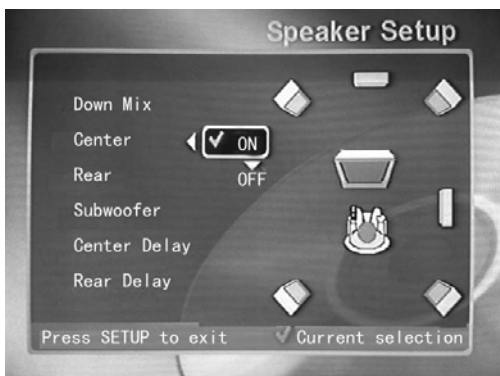 Speaker Setup
Down Mix
Center ON
Rear OFF
Subwoofer
Center Delay
Rear Delay
Press SETUP to exit Current selection